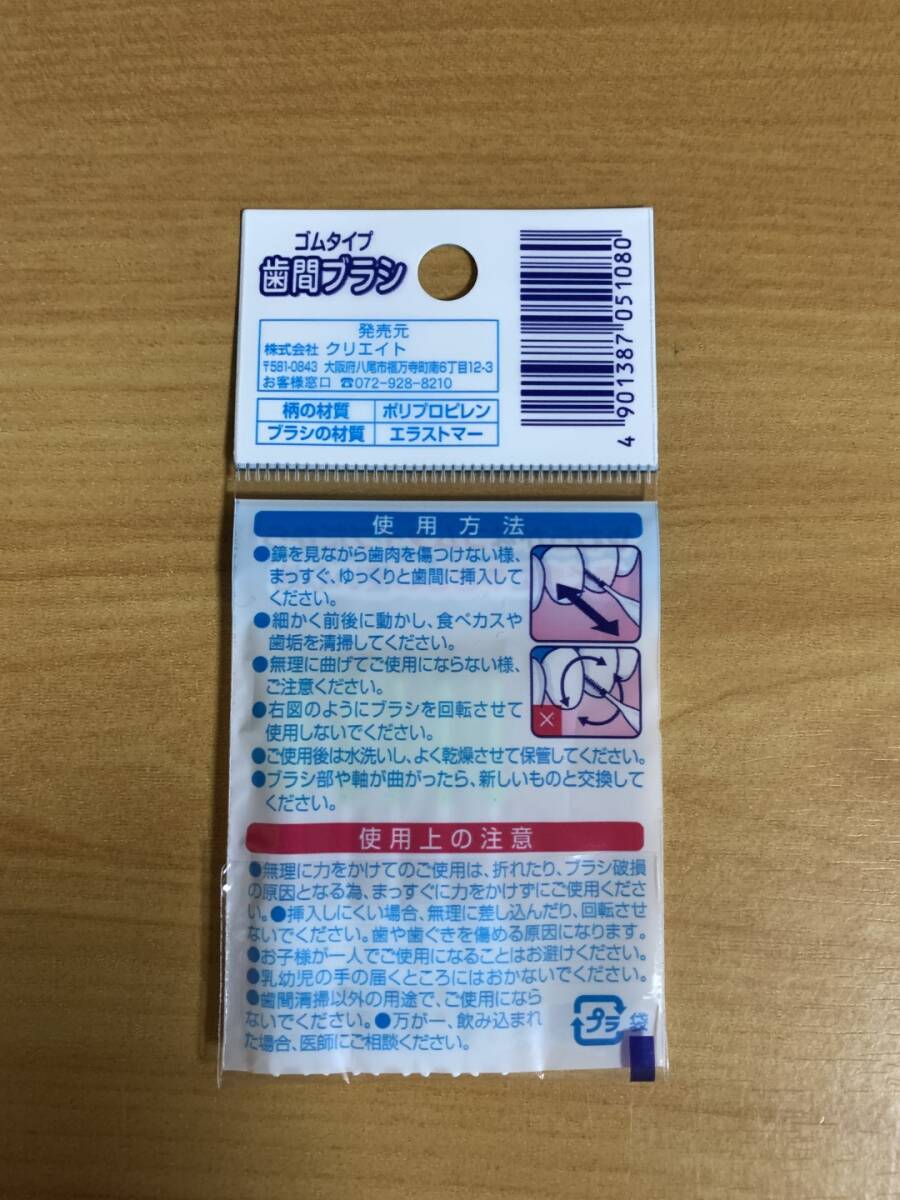 ゴムタイプ
歯間ブラシ
発売元
株式会社 クリエイト
〒581-0843 大阪府八尾市福万寺町南6丁目12-3
お客様窓口 ☎072-928-8210
柄の材質 ポリプロピレン
ブラシの材質 エラストマー
4 901387 051080
使用方法
●鏡を見ながら歯肉を傷つけない様、
まっすぐ、ゆっくりと歯間に挿入して
ください。
●細かく前後に動かし、食べカスや
歯垢を清掃してください。
●無理に曲げてご使用にならない様、
ご注意ください。
●右図のようにブラシを回転させて
使用しないでください。
●ご使用後は水洗いし、よく乾燥させて保管してください。
●ブラシ部や軸が曲がったら、新しいものと交換して
ください。
使用上の注意
●無理に力をかけてのご使用は、折れたり、ブラシ破損
の原因となる為、まっすぐに力をかけずにご使用くださ
い。●挿入しにくい場合、無理に差し込んだり、回転させ
ないでください。歯や歯ぐきを傷める原因になります。
●お子様が一人でご使用になることはお避けください。
●乳幼児の手の届くところにはおかないでください。
●歯間清掃以外の用途で、ご使用になら
ないでください。●万が一、飲み込まれ
た場合、医師にご相談ください。
プラ 袋